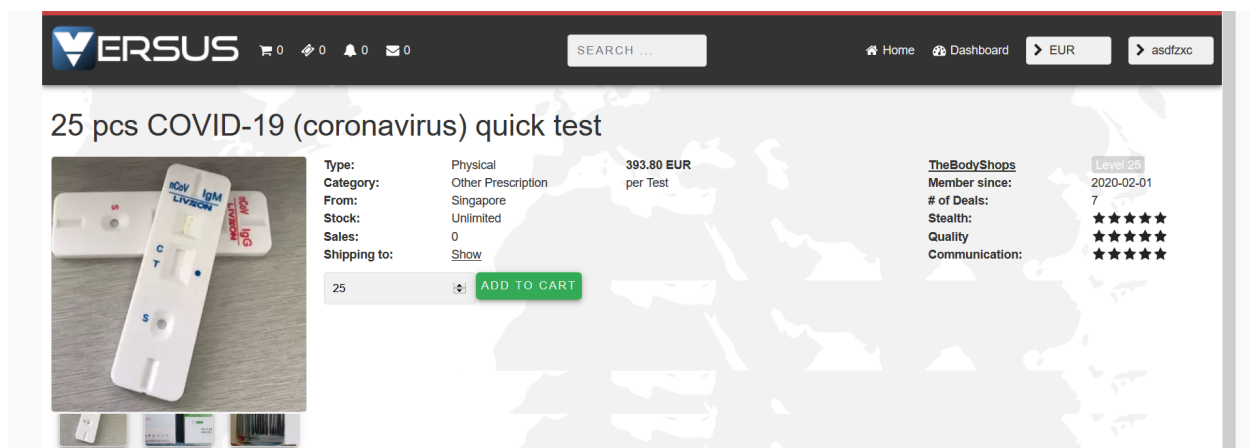 VERSUS 0 0 0 0 SEARCH ... Home Dashboard EUR asdfzxc
25 pcs COVID-19 (coronavirus) quick test
Type: Physical 393.80 EUR TheBodyShops Level 25
Category: Other Prescription per Test Member since: 2020-02-01
From: Singapore # of Deals: 7
Stock: Unlimited Stealth:
Sales: 0 Quality
Shipping to: Show Communication:
25 ADD TO CART
nCoV IgM
LIVZON
S
C
T
S
nCoV IgG
LIVZON